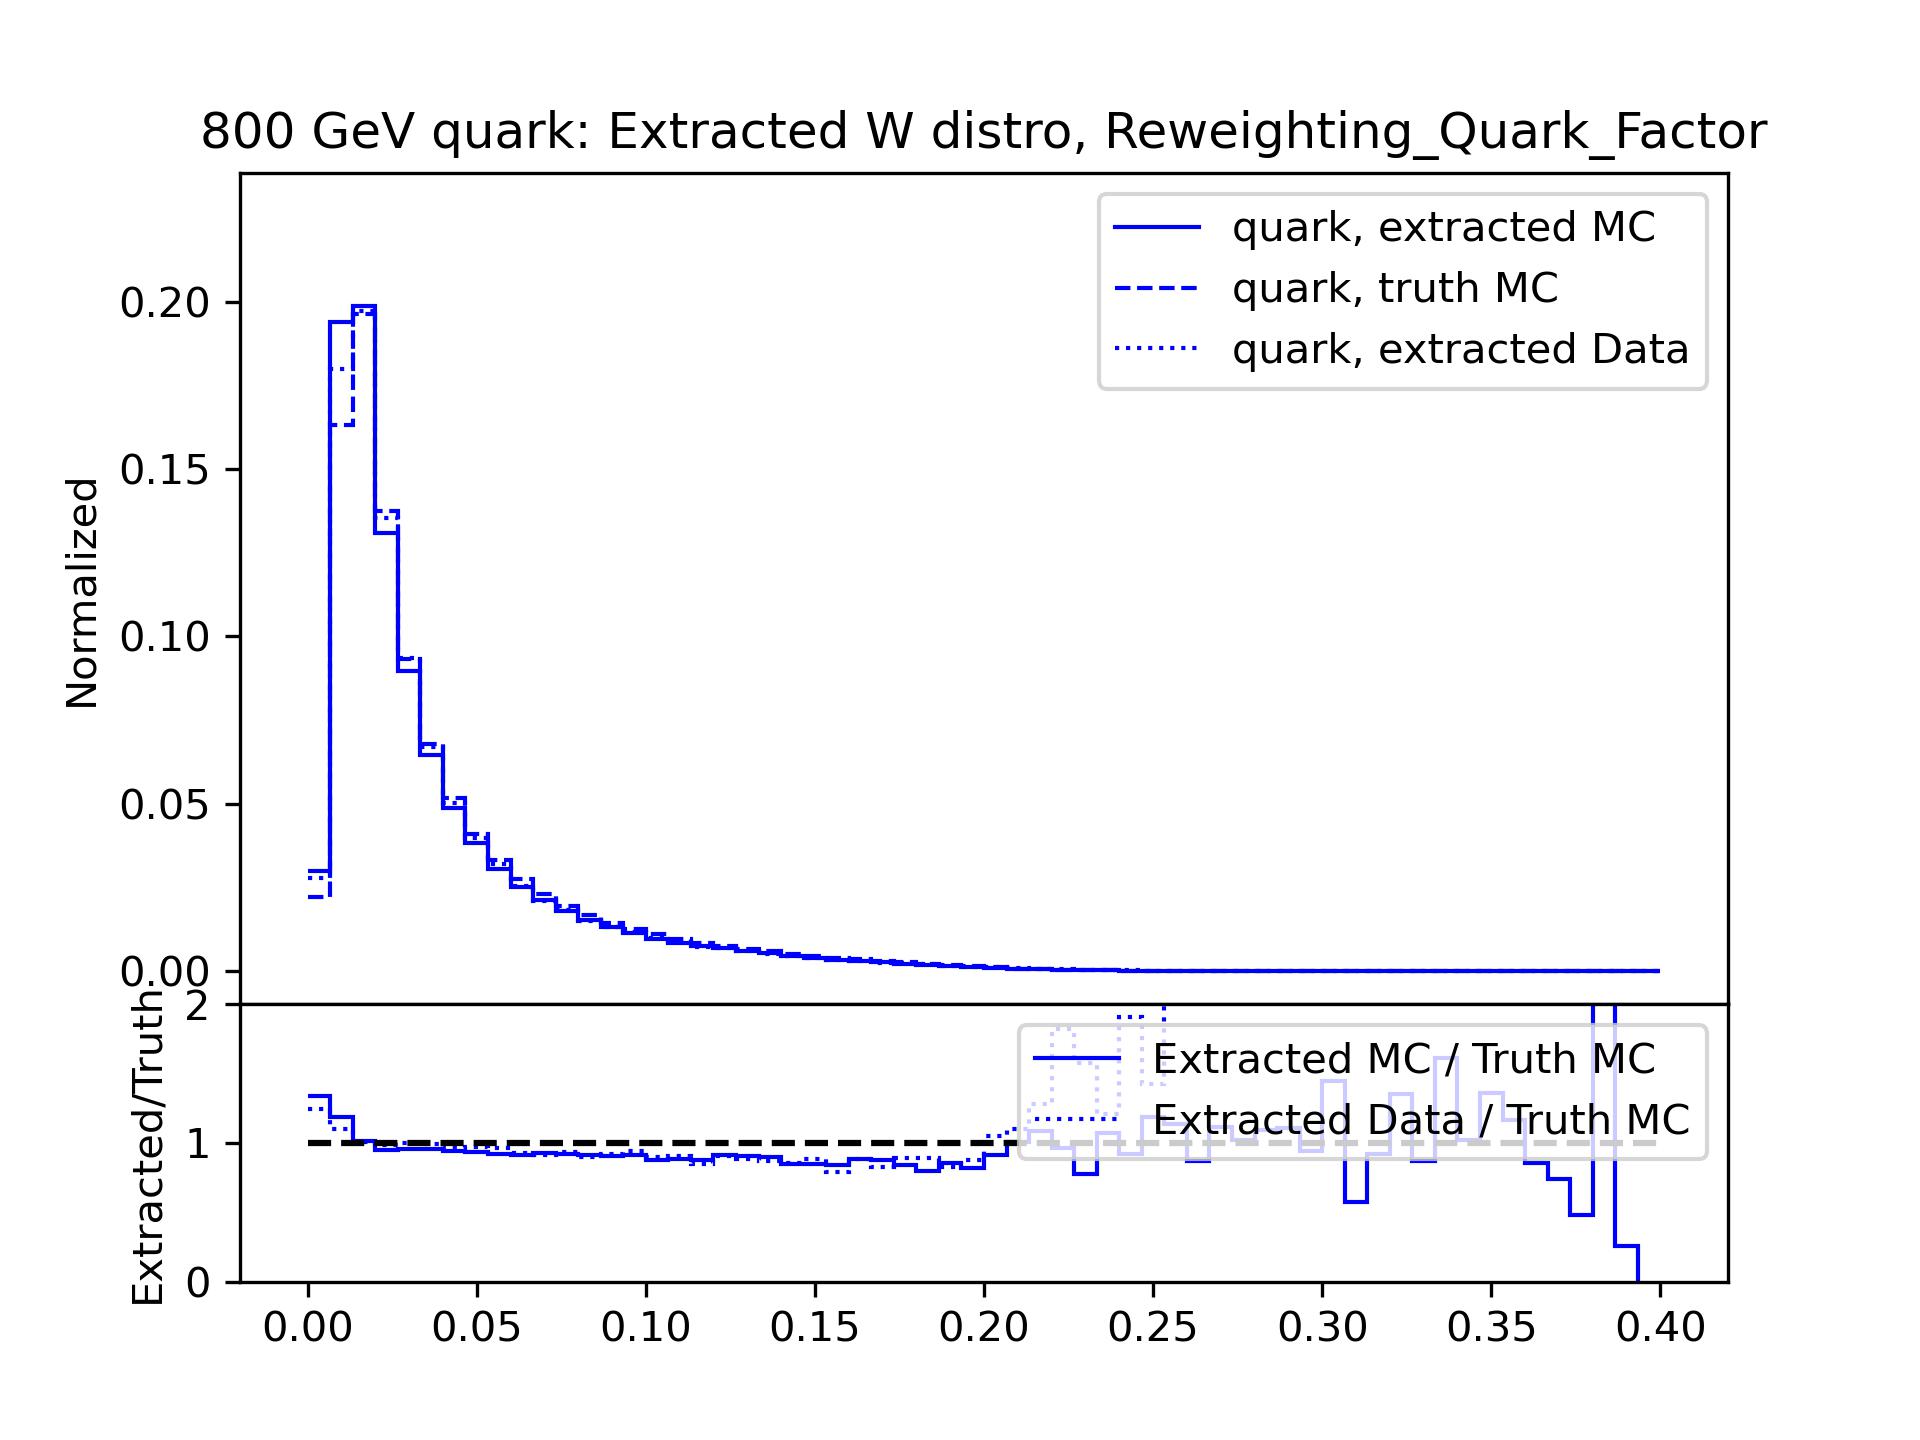 800 GeV quark: Extracted W distro, Reweighting_Quark_Factor
quark, extracted MC
quark, truth MC
quark, extracted Data
Normalized
0.20
0.15
0.10
0.05
0.00
Extracted/Truth
2
1
0
Extracted MC / Truth MC
Extracted Data / Truth MC
0.00 0.05 0.10 0.15 0.20 0.25 0.30 0.35 0.40